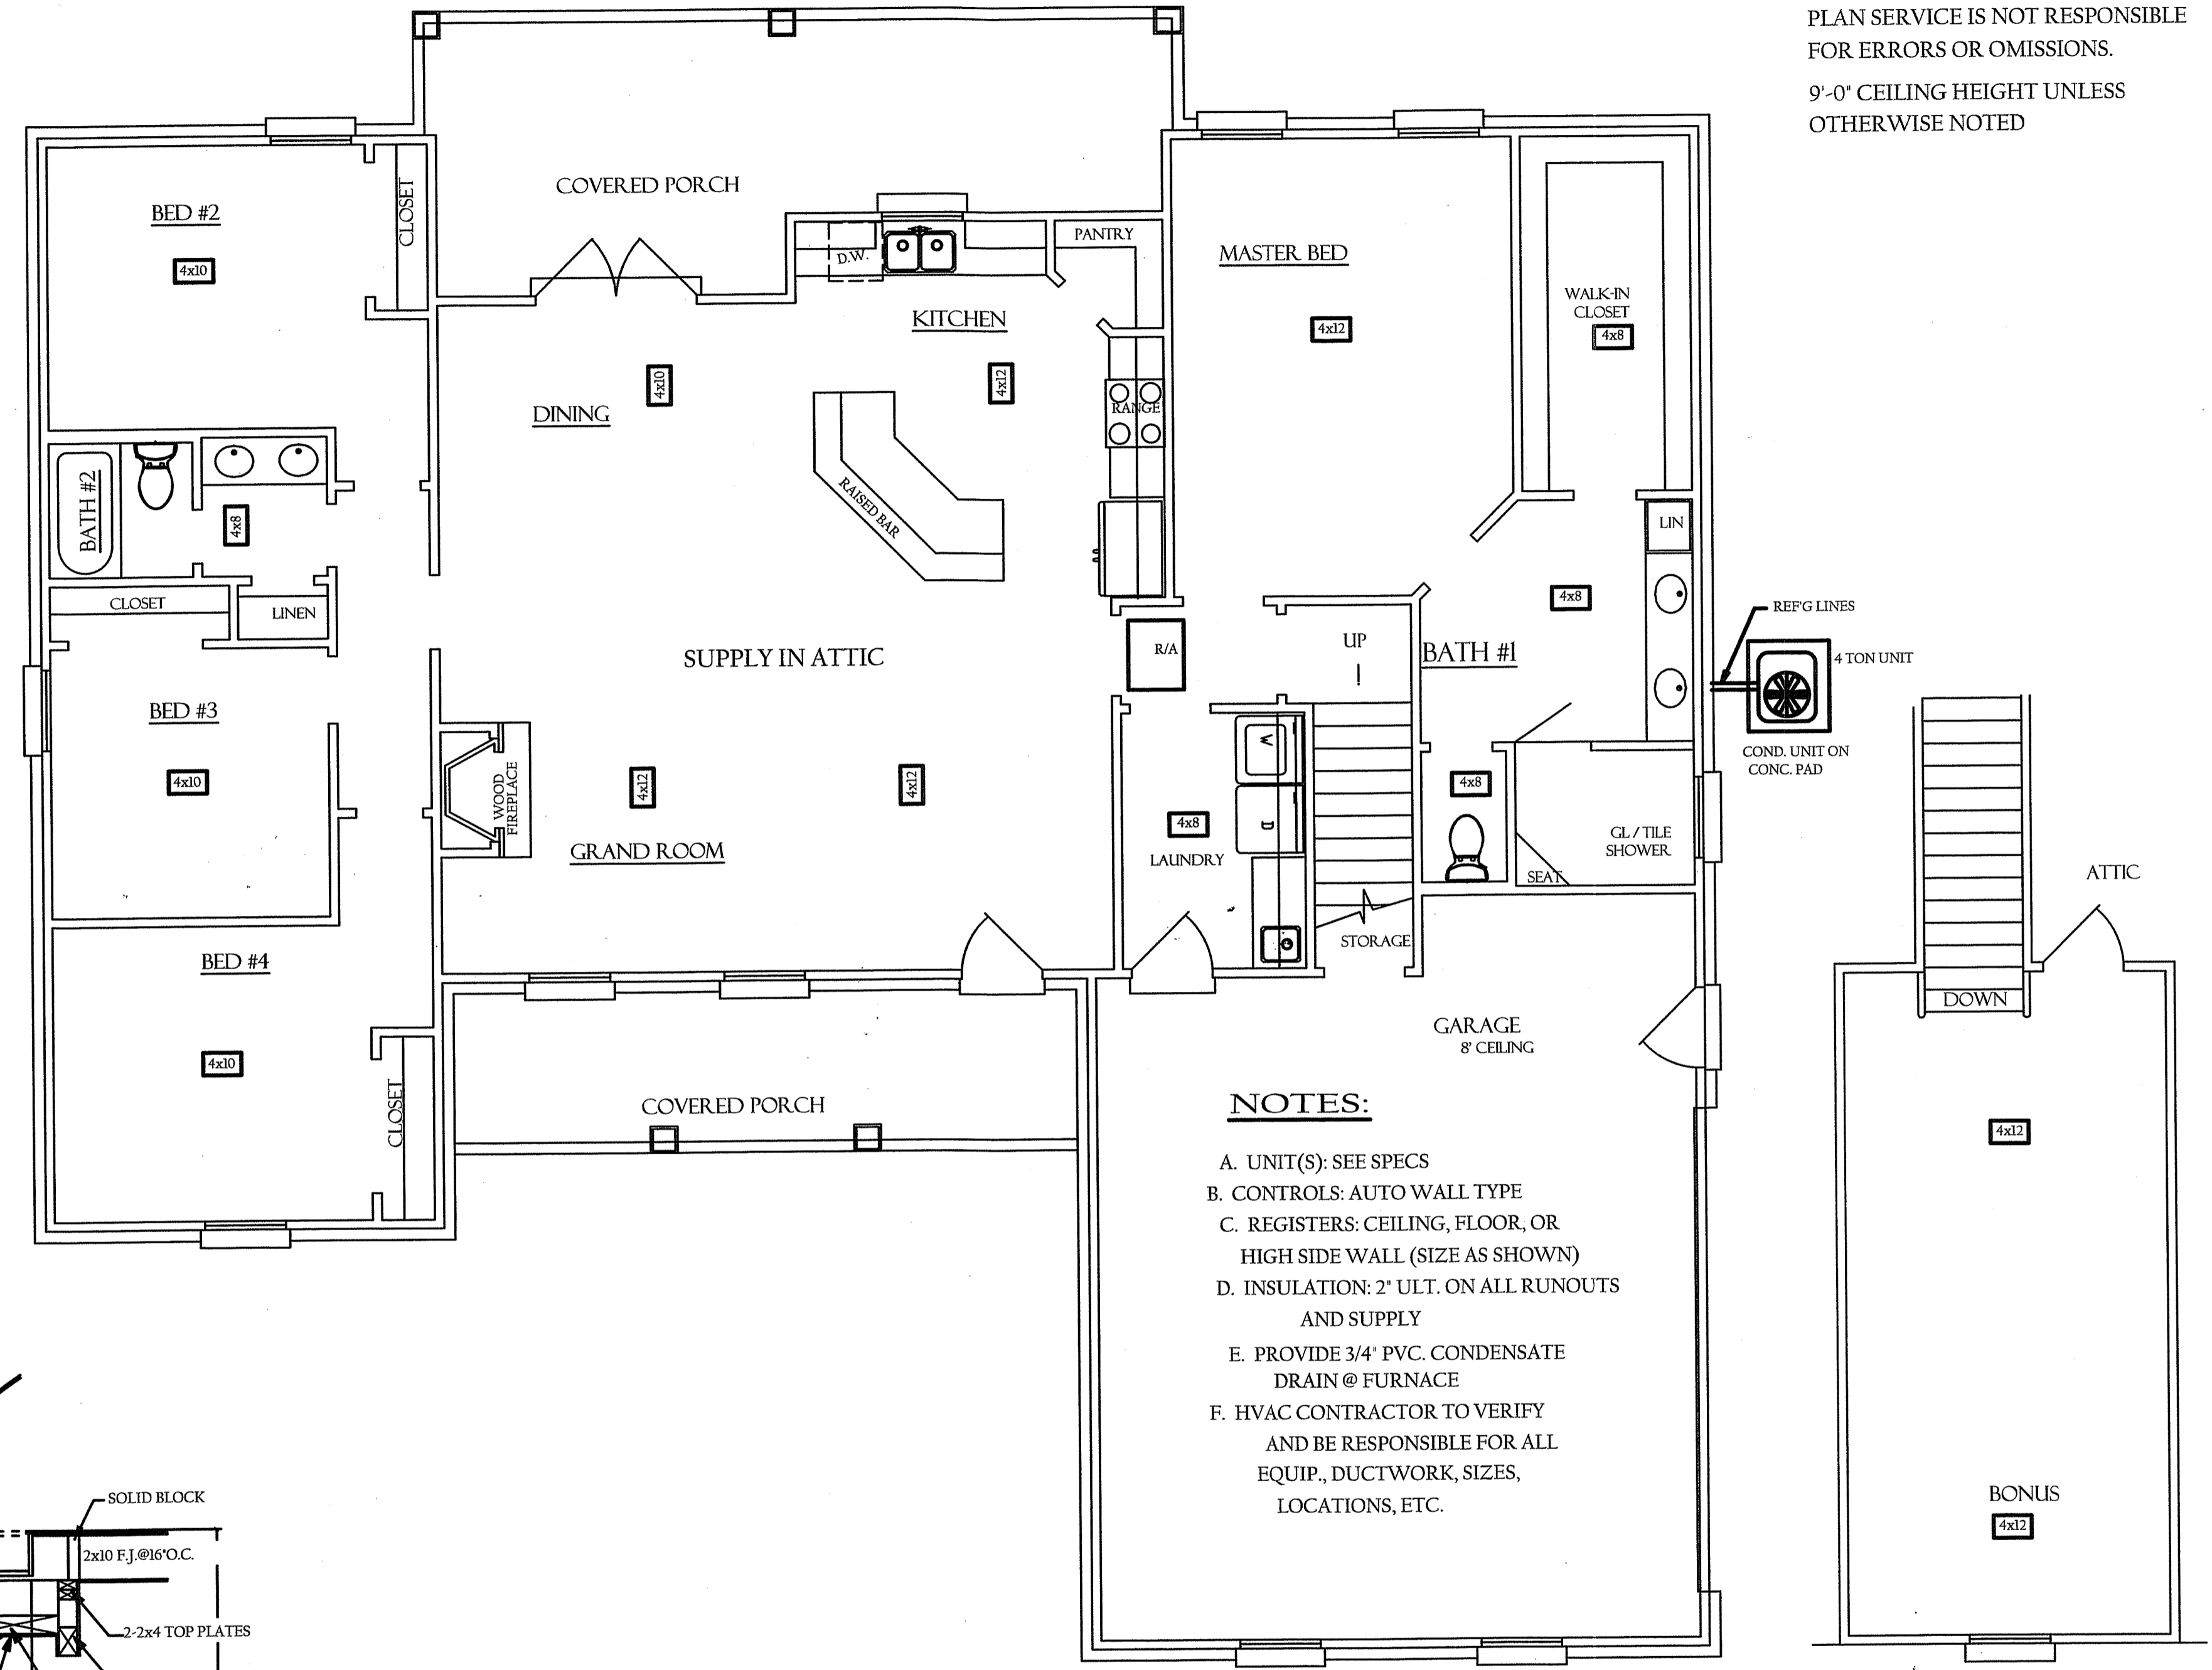 PLAN SERVICE IS NOT RESPONSIBLE
FOR ERRORS OR OMISSIONS.
9'-0" CEILING HEIGHT UNLESS
OTHERWISE NOTED
COVERED PORCH
BED #2
4x10
CLOSET
D.W.
PANTRY
KITCHEN
4x12
DINING
4x10
RANGE
RAISED BAR
MASTER BED
4x12
WALK-IN
CLOSET
4x8
LIN
BATH #2
4x8
CLOSET
LINEN
BED #3
4x10
SUPPLY IN ATTIC
R/A
UP
BATH #1
4x8
REF'G LINES
4 TON UNIT
COND. UNIT ON
CONC. PAD
WOOD
FIREPLACE
4x12
4x12
GRAND ROOM
W
D
4x8
LAUNDRY
4x8
GL / TILE
SHOWER
SEAT
STORAGE
ATTIC
DOWN
BED #4
4x10
CLOSET
COVERED PORCH
GARAGE
8' CEILING
NOTES:
A. UNIT(S): SEE SPECS
B. CONTROLS: AUTO WALL TYPE
C. REGISTERS: CEILING, FLOOR, OR
HIGH SIDE WALL (SIZE AS SHOWN)
D. INSULATION: 2" ULT. ON ALL RUNOUTS
AND SUPPLY
E. PROVIDE 3/4" PVC. CONDENSATE
DRAIN @ FURNACE
F. HVAC CONTRACTOR TO VERIFY
AND BE RESPONSIBLE FOR ALL
EQUIP., DUCTWORK, SIZES,
LOCATIONS, ETC.
4x12
BONUS
4x12
SOLID BLOCK
2x10 F.J.@16"O.C.
2-2x4 TOP PLATES